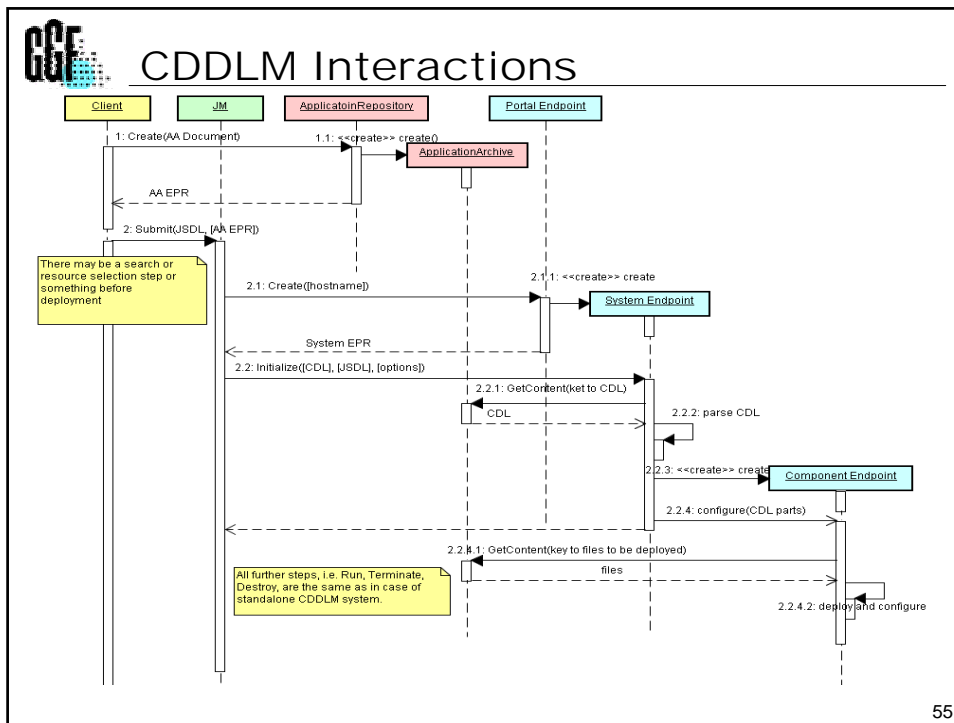 GGF
CDDLM Interactions
Client
JM
ApplicatoinRepository
Portal Endpoint
1: Create(AA Document)
1.1: <<create>> create()
ApplicationArchive
AA EPR
2: Submit(JSDL, [AA EPR])
There may be a search or
resource selection step or
something before
deployment
2.1.1: <<create>> create
2.1: Create([hostname])
System Endpoint
System EPR
2.2: Initialize([CDL], [JSDL], [options])
2.2.1: GetContent(ket to CDL)
CDL
2.2.2: parse CDL
2.2.3: <<create>> create
Component Endpoint
2.2.4: configure(CDL parts)
2.2.4.1: GetContent(key to files to be deployed)
files
All further steps, i.e. Run, Terminate,
Destroy, are the same as in case of
standalone CDDLM system.
2.2.4.2: deploy and configure
55